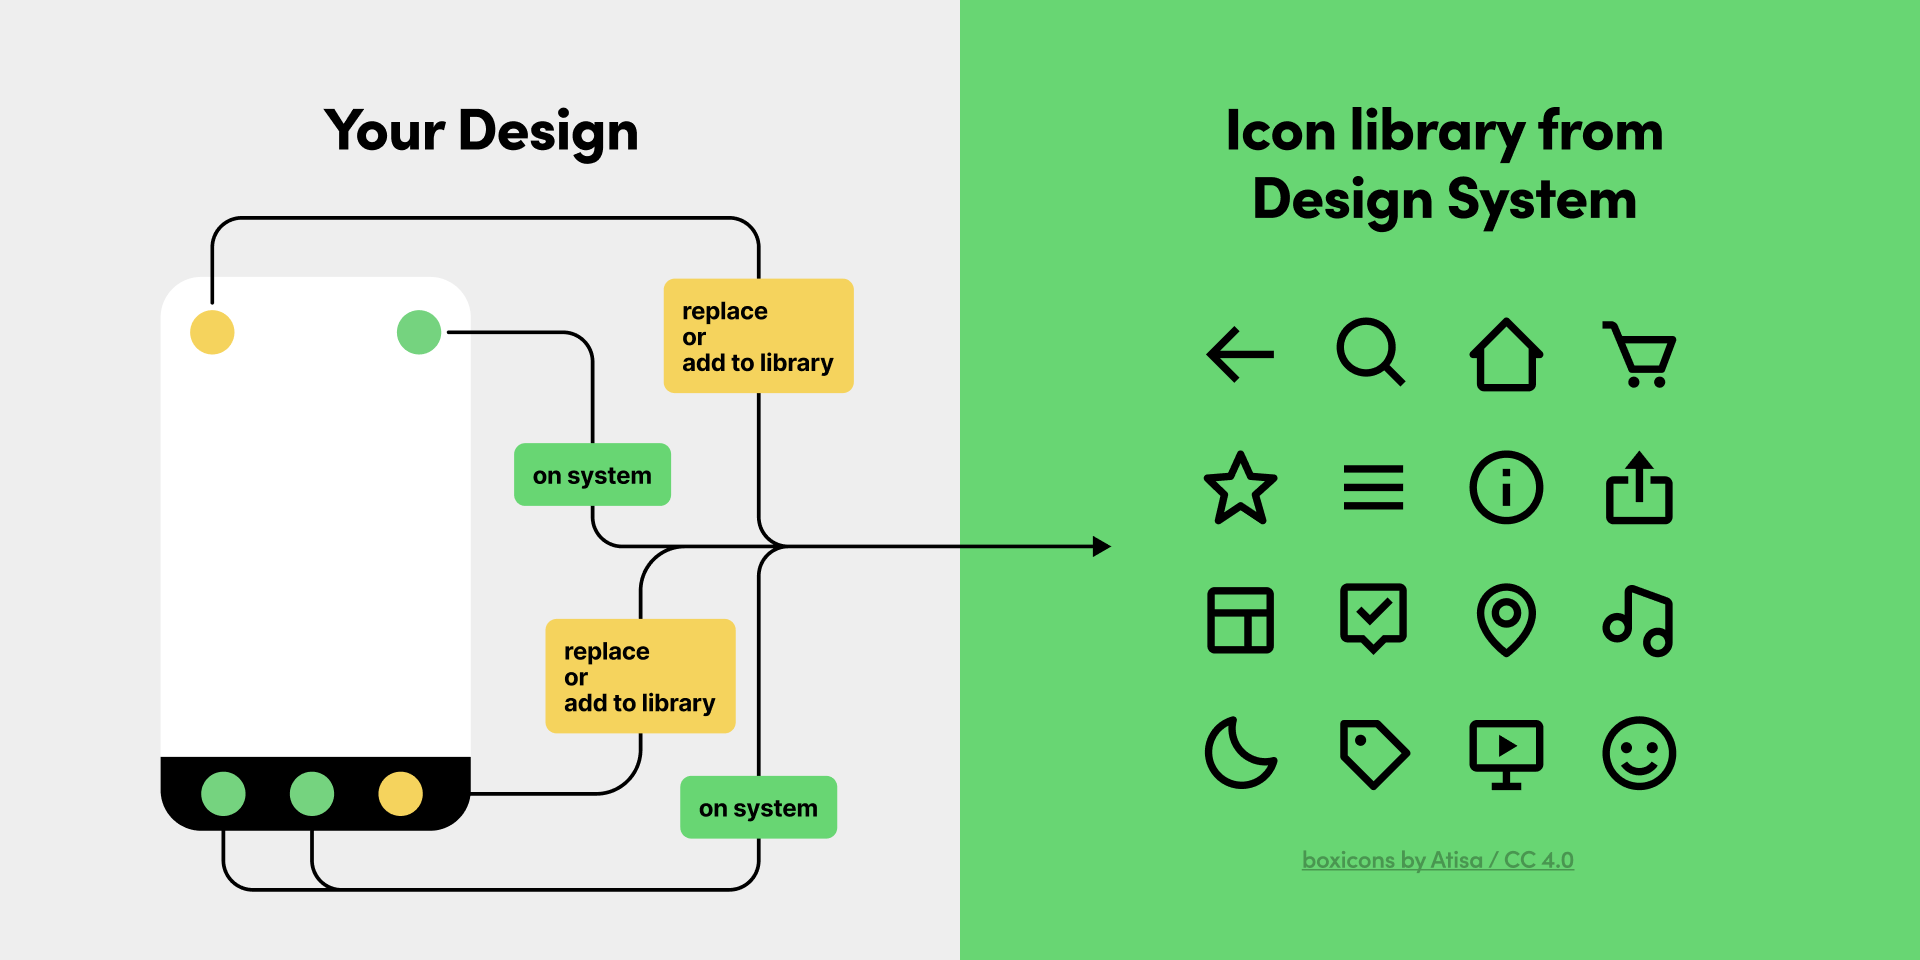 Your Design
replace
or
add to library
on system
replace
or
add to library
on system
Icon library from
Design System
boxicons by Atisa / CC 4.0